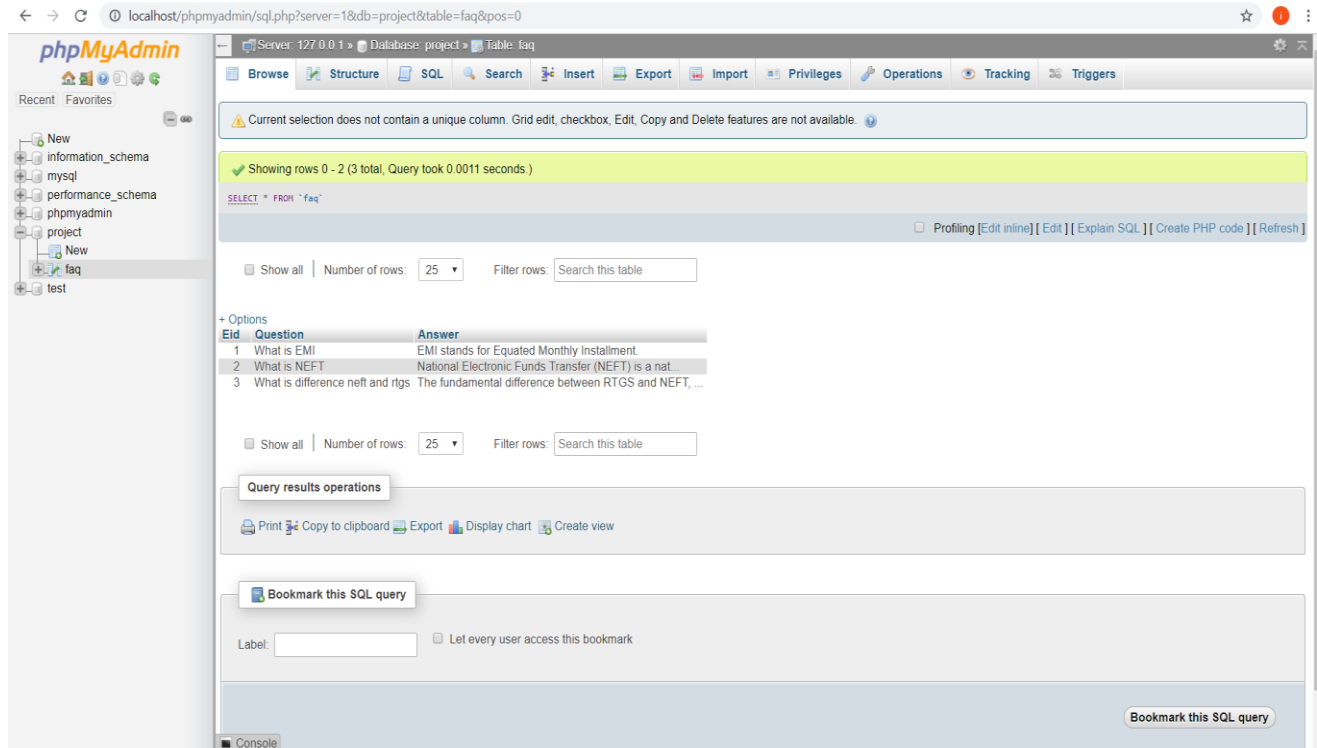 localhost/phpmyadmin/sql.php?server=1&db=project&table=faq&pos=0
phpMyAdmin
Recent Favorites
New
information_schema
mysql
performance_schema
phpmyadmin
project
New
faq
test
Server: 127.0.0.1 » Database: project » Table: faq
Browse Structure SQL Search Insert Export Import Privileges Operations Tracking Triggers
Current selection does not contain a unique column. Grid edit, checkbox, Edit, Copy and Delete features are not available.
Showing rows 0 - 2 (3 total, Query took 0.0011 seconds.)
SELECT * FROM `faq`
Profiling [Edit inline] [ Edit ] [ Explain SQL ] [ Create PHP code ] [ Refresh ]
Show all | Number of rows: 25 Filter rows: Search this table
+ Options
Eid Question Answer
1 What is EMI EMI stands for Equated Monthly Installment.
2 What is NEFT National Electronic Funds Transfer (NEFT) is a nat...
3 What is difference neft and rtgs The fundamental difference between RTGS and NEFT, ...
Show all | Number of rows: 25 Filter rows: Search this table
Query results operations
Print Copy to clipboard Export Display chart Create view
Bookmark this SQL query
Label: Let every user access this bookmark
Bookmark this SQL query
Console